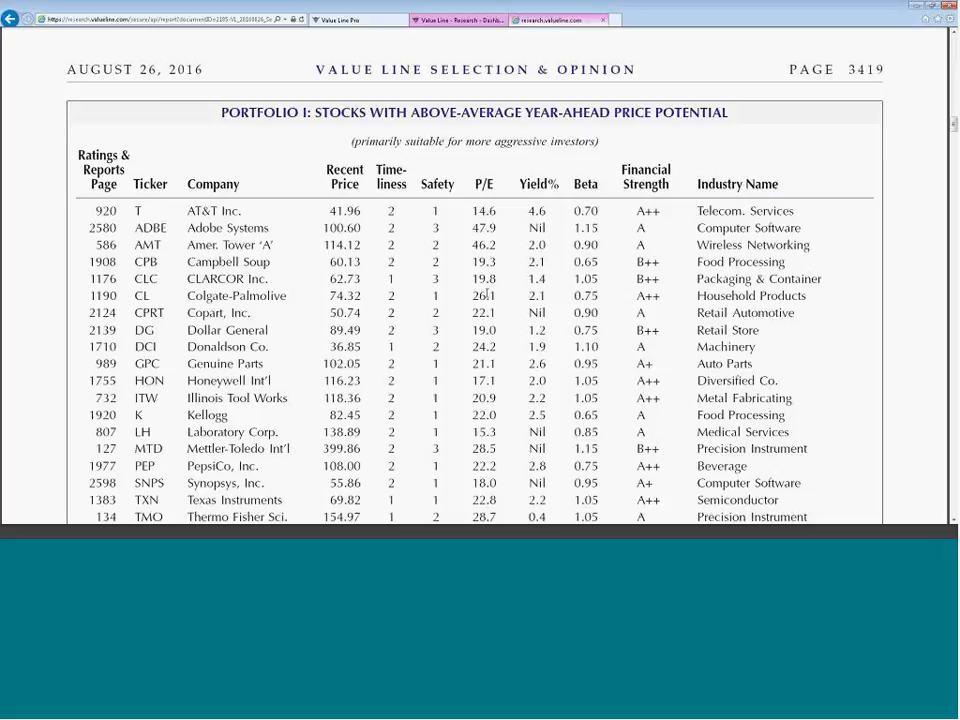 Value Line Pro
Value Line - Research - Dashb...
research.valueline.com
AUGUST 26, 2016 VALUE LINE SELECTION & OPINION PAGE 3419
PORTFOLIO I: STOCKS WITH ABOVE-AVERAGE YEAR-AHEAD PRICE POTENTIAL
(primarily suitable for more aggressive investors)
Ratings &
Reports Recent Time- Financial
Page Ticker Company Price liness Safety P/E Yield% Beta Strength Industry Name
920 T AT&T Inc. 41.96 2 1 14.6 4.6 0.70 A++ Telecom. Services
2580 ADBE Adobe Systems 100.60 2 3 47.9 Nil 1.15 A Computer Software
586 AMT Amer. Tower 'A' 114.12 2 2 46.2 2.0 0.90 A Wireless Networking
1908 CPB Campbell Soup 60.13 2 2 19.3 2.1 0.65 B++ Food Processing
1176 CLC CLARCOR Inc. 62.73 1 3 19.8 1.4 1.05 B++ Packaging & Container
1190 CL Colgate-Palmolive 74.32 2 1 26.1 2.1 0.75 A++ Household Products
2124 CPRT Copart, Inc. 50.74 2 2 22.1 Nil 0.90 A Retail Automotive
2139 DG Dollar General 89.49 2 3 19.0 1.2 0.75 B++ Retail Store
1710 DCI Donaldson Co. 36.85 1 2 24.2 1.9 1.10 A Machinery
989 GPC Genuine Parts 102.05 2 1 21.1 2.6 0.95 A+ Auto Parts
1755 HON Honeywell Int'l 116.23 2 1 17.1 2.0 1.05 A++ Diversified Co.
732 ITW Illinois Tool Works 118.36 2 1 20.9 2.2 1.05 A++ Metal Fabricating
1920 K Kellogg 82.45 2 1 22.0 2.5 0.65 A Food Processing
807 LH Laboratory Corp. 138.89 2 1 15.3 Nil 0.85 A Medical Services
127 MTD Mettler-Toledo Int'l 399.86 2 3 28.5 Nil 1.15 B++ Precision Instrument
1977 PEP PepsiCo, Inc. 108.00 2 1 22.2 2.8 0.75 A++ Beverage
2598 SNPS Synopsys, Inc. 55.86 2 1 18.0 Nil 0.95 A+ Computer Software
1383 TXN Texas Instruments 69.82 1 1 22.8 2.2 1.05 A++ Semiconductor
134 TMO Thermo Fisher Sci. 154.97 1 2 28.7 0.4 1.05 A Precision Instrument